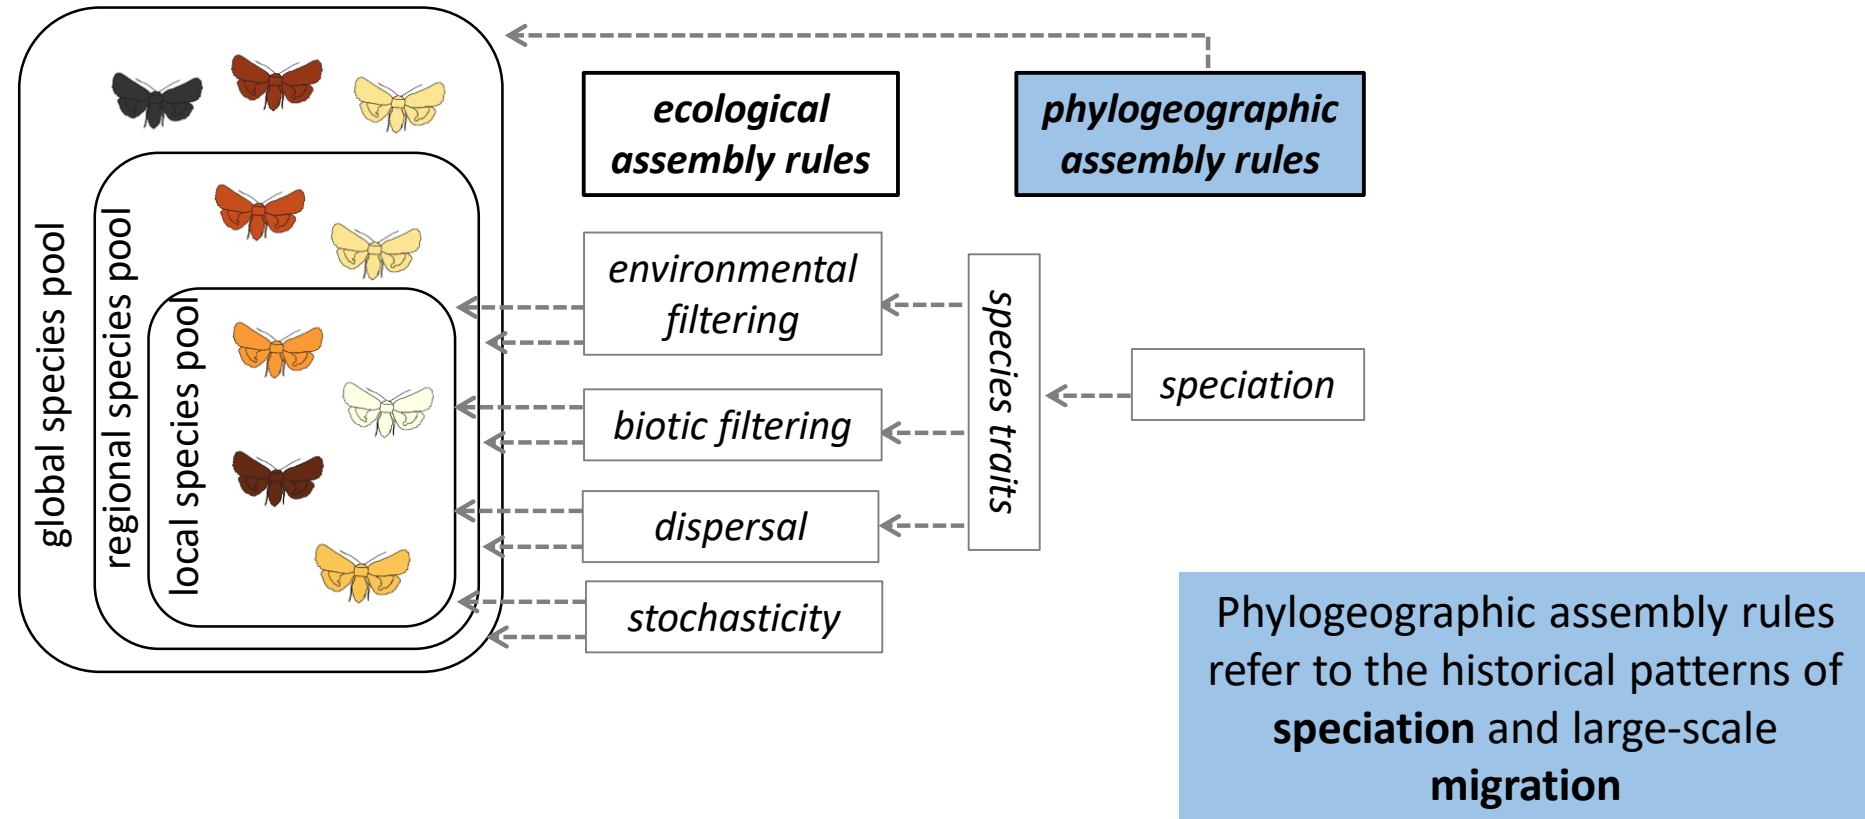 global species pool
regional species pool
local species pool
ecological
assembly rules
phylogeographic
assembly rules
environmental
filtering
biotic filtering
dispersal
stochasticity
species traits
speciation
Phylogeographic assembly rules
refer to the historical patterns of
speciation and large-scale
migration